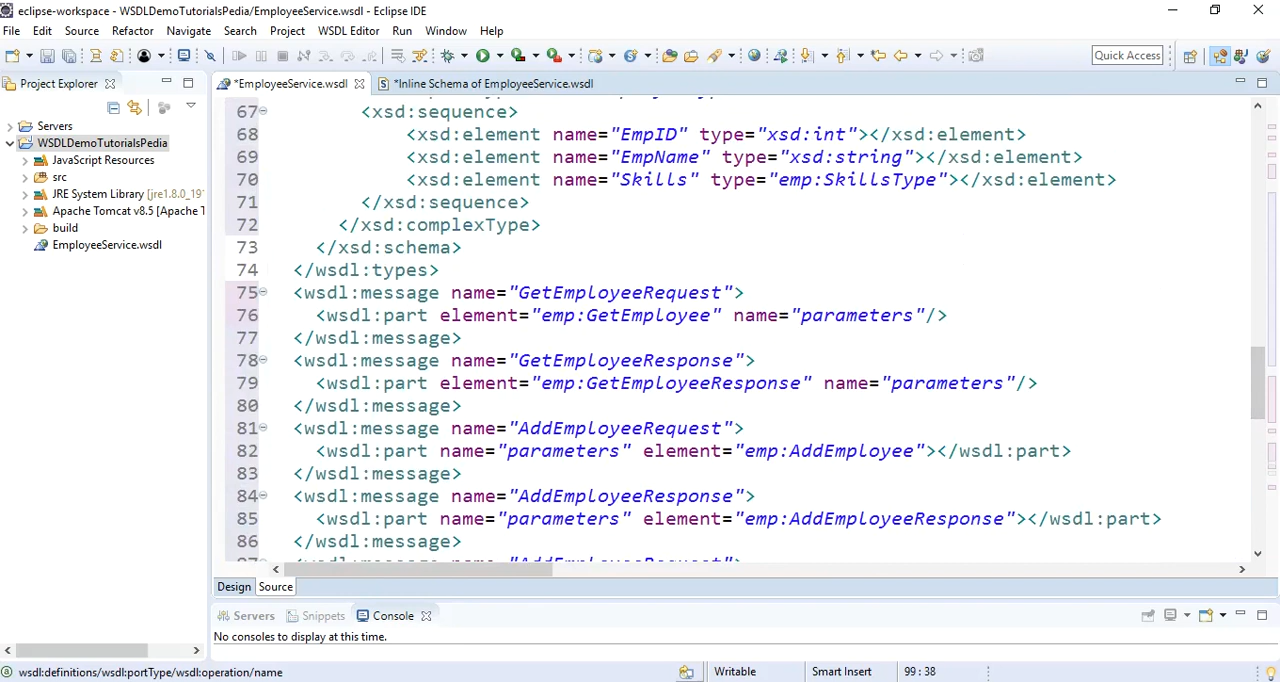 eclipse-workspace - WSDLDemoTutorialsPedia/EmployeeService.wsdl - Eclipse IDE
File Edit Source Refactor Navigate Search Project WSDL Editor Run Window Help
Quick Access
Project Explorer
*EmployeeService.wsdl
*Inline Schema of EmployeeService.wsdl
Servers
WSDLDemoTutorialsPedia
JavaScript Resources
src
JRE System Library [jre1.8.0_19
Apache Tomcat v8.5 [Apache T
build
EmployeeService.wsdl
67 <xsd:sequence>
68 <xsd:element name="EmpID" type="xsd:int"></xsd:element>
69 <xsd:element name="EmpName" type="xsd:string"></xsd:element>
70 <xsd:element name="Skills" type="emp:SkillsType"></xsd:element>
71 </xsd:sequence>
72 </xsd:complexType>
73 </xsd:schema>
74 </wsdl:types>
75 <wsdl:message name="GetEmployeeRequest">
76 <wsdl:part element="emp:GetEmployee" name="parameters"/>
77 </wsdl:message>
78 <wsdl:message name="GetEmployeeResponse">
79 <wsdl:part element="emp:GetEmployeeResponse" name="parameters"/>
80 </wsdl:message>
81 <wsdl:message name="AddEmployeeRequest">
82 <wsdl:part name="parameters" element="emp:AddEmployee"></wsdl:part>
83 </wsdl:message>
84 <wsdl:message name="AddEmployeeResponse">
85 <wsdl:part name="parameters" element="emp:AddEmployeeResponse"></wsdl:part>
86 </wsdl:message>
Design Source
Servers Snippets Console
No consoles to display at this time.
wsdl:definitions/wsdl:portType/wsdl:operation/name
Writable
Smart Insert
99 : 38